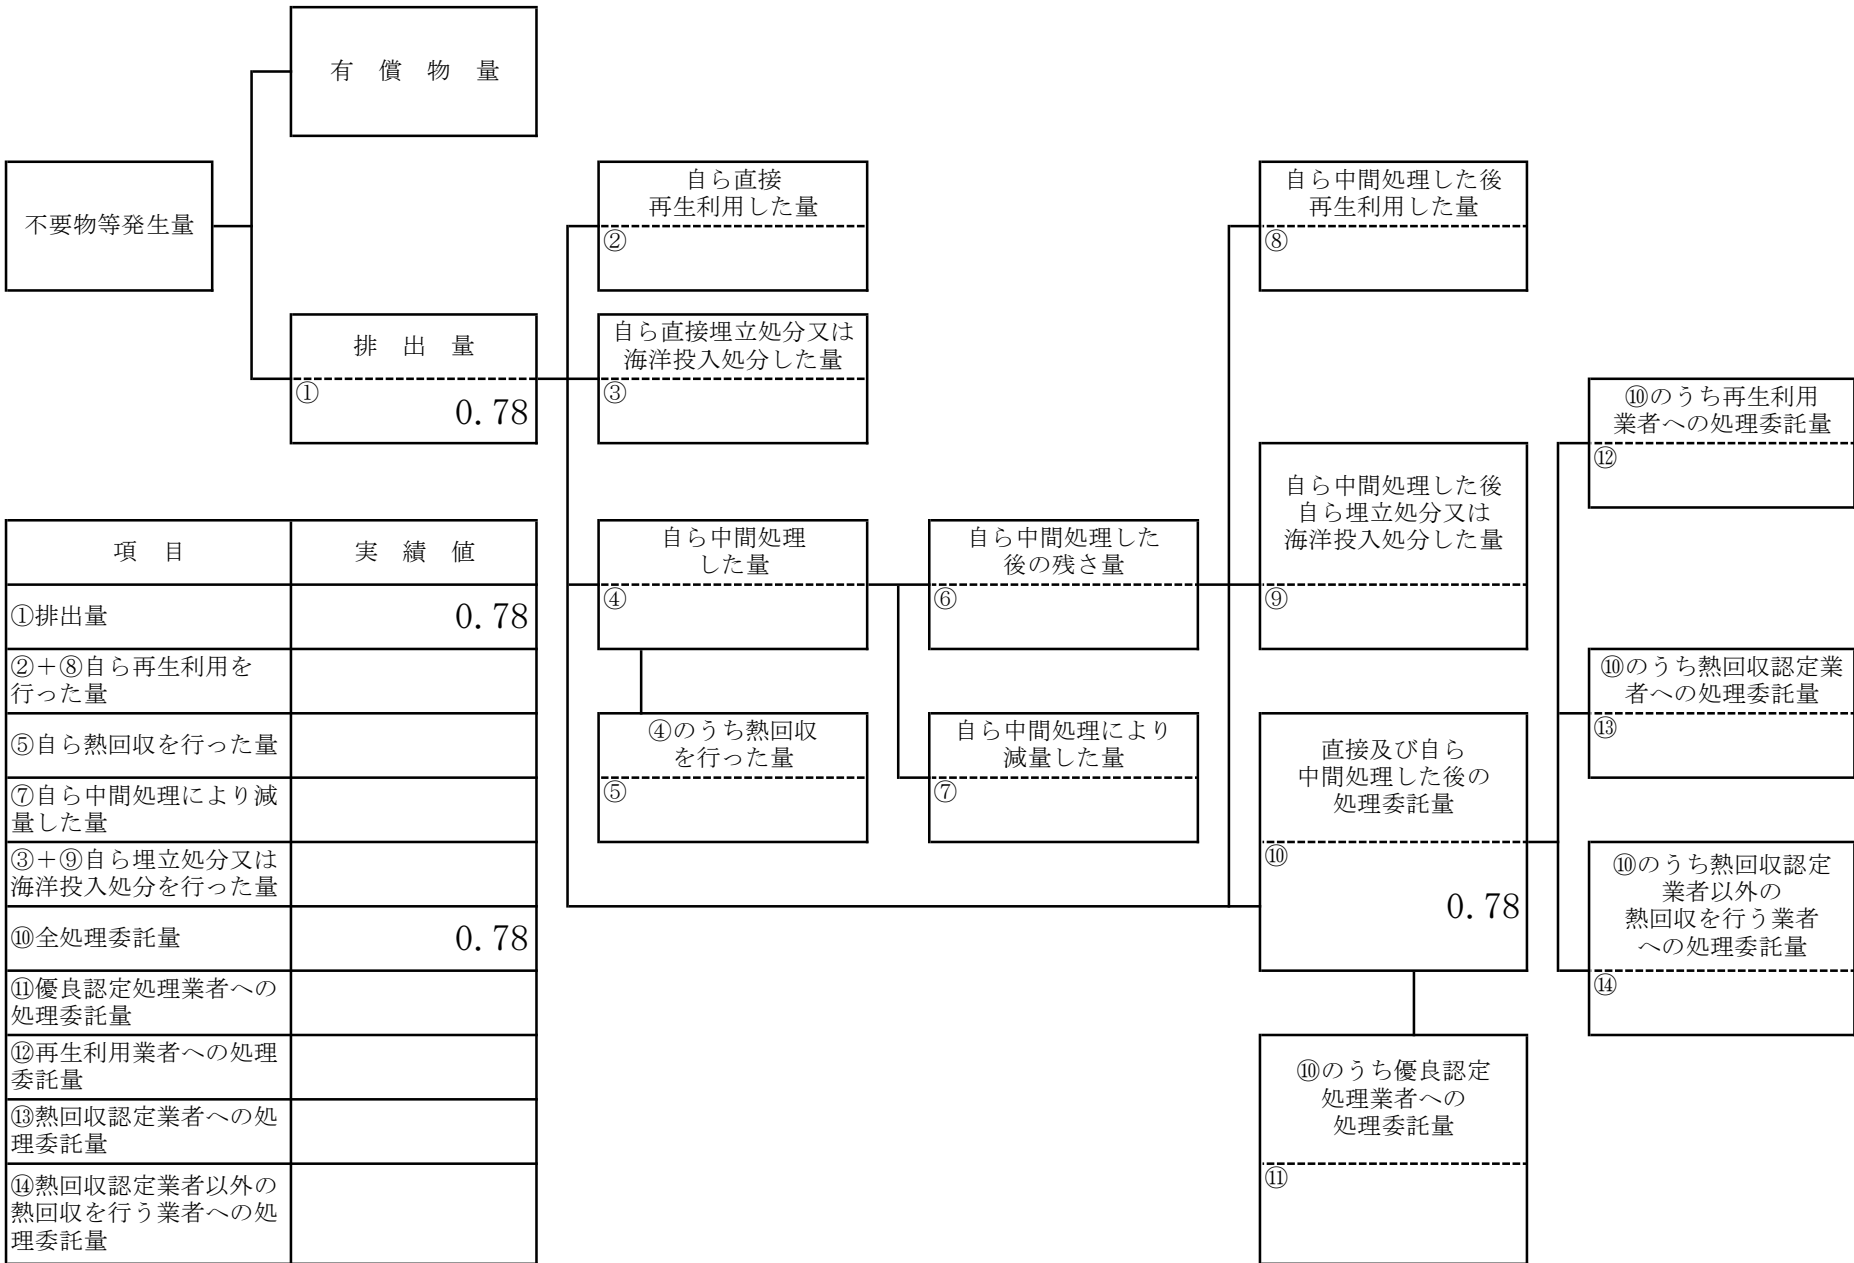 有 償 物 量
不要物等発生量
排 出 量
①
0.78
自ら直接
再生利用した量
②
自ら直接埋立処分又は
海洋投入処分した量
③
自ら中間処理
した量
④
④のうち熱回収
を行った量
⑤
自ら中間処理した
後の残さ量
⑥
自ら中間処理により
減量した量
⑦
自ら中間処理した後
再生利用した量
⑧
自ら中間処理した後
自ら埋立処分又は
海洋投入処分した量
⑨
直接及び自ら
中間処理した後の
処理委託量
⑩
0.78
⑩のうち優良認定
処理業者への
処理委託量
⑪
⑩のうち再生利用
業者への処理委託量
⑫
⑩のうち熱回収認定業
者への処理委託量
⑬
⑩のうち熱回収認定
業者以外の
熱回収を行う業者
への処理委託量
⑭
項 目 実 績 値
①排出量 0.78
②＋⑧自ら再生利用を
行った量
⑤自ら熱回収を行った量
⑦自ら中間処理により減
量した量
③＋⑨自ら埋立処分又は
海洋投入処分を行った量
⑩全処理委託量 0.78
⑪優良認定処理業者への
処理委託量
⑫再生利用業者への処理
委託量
⑬熱回収認定業者への処
理委託量
⑭熱回収認定業者以外の
熱回収を行う業者への処
理委託量